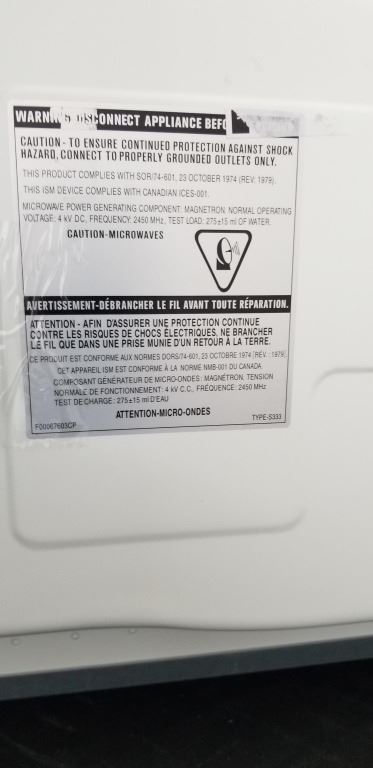 WARNING DISCONNECT APPLIANCE BEFO
CAUTION - TO ENSURE CONTINUED PROTECTION AGAINST SHOCK
HAZARD, CONNECT TO PROPERLY GROUNDED OUTLETS ONLY.
THIS PRODUCT COMPLIES WITH SOR/74-601, 23 OCTOBER 1974 (REV: 1979).
THIS ISM DEVICE COMPLIES WITH CANADIAN ICES-001.
MICROWAVE POWER GENERATING COMPONENT: MAGNETRON. NORMAL OPERATING
VOLTAGE: 4 kV DC, FREQUENCY: 2450 MHz. TEST LOAD: 275±15 ml OF WATER.
CAUTION-MICROWAVES
AVERTISSEMENT-DÉBRANCHER LE FIL AVANT TOUTE RÉPARATION.
ATTENTION - AFIN D'ASSURER UNE PROTECTION CONTINUE
CONTRE LES RISQUES DE CHOCS ÉLECTRIQUES, NE BRANCHER
LE FIL QUE DANS UNE PRISE MUNIE D'UN RETOUR À LA TERRE.
CE PRODUIT EST CONFORME AUX NORMES DORS/74-601, 23 OCTOBRE 1974 (RÉV.: 1979)
CET APPAREIL ISM EST CONFORME À LA NORME NMB-001 DU CANADA.
COMPOSANT GÉNÉRATEUR DE MICRO-ONDES: MAGNÉTRON. TENSION
NORMALE DE FONCTIONNEMENT: 4 kV C.C., FRÉQUENCE: 2450 MHz
TEST DE CHARGE: 275±15 ml D'EAU
ATTENTION-MICRO-ONDES
F00067603CP
TYPE-S333